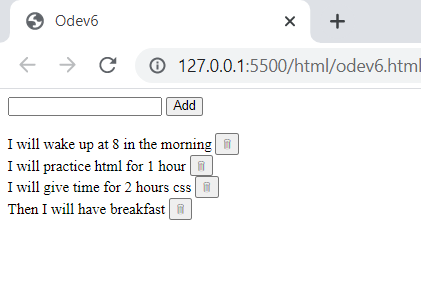 Odev6
127.0.0.1:5500/html/odev6.html
Add
I will wake up at 8 in the morning
I will practice html for 1 hour
I will give time for 2 hours css
Then I will have breakfast